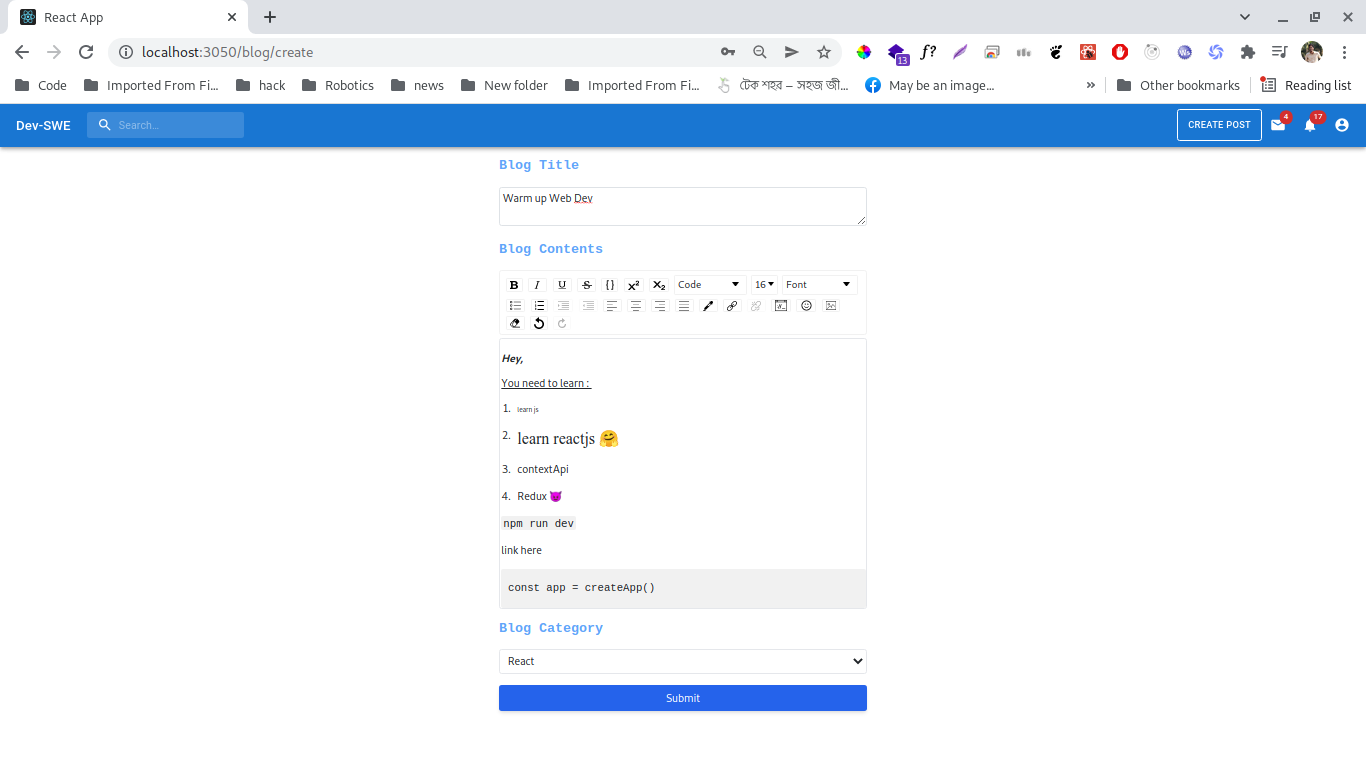 React App
localhost:3050/blog/create
13
Code
Imported From Fi...
hack
Robotics
news
New folder
Imported From Fi...
টেক শহর – সহজ জী...
May be an image...
»
Other bookmarks
Reading list
Dev-SWE
Search...
CREATE POST
4
17
Blog Title
Warm up Web Dev
Blog Contents
B I U S {} x² X₂ Code 16 Font
Hey,
You need to learn :
1. learn js
2. learn reactjs 🤗
3. contextApi
4. Redux 😈
npm run dev
link here
const app = createApp()
Blog Category
React
Submit